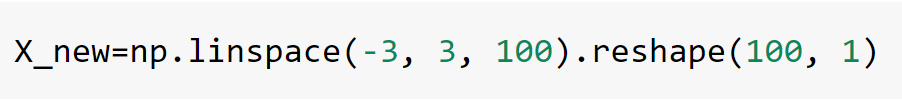 X_new=np.linspace(-3, 3, 100).reshape(100, 1)